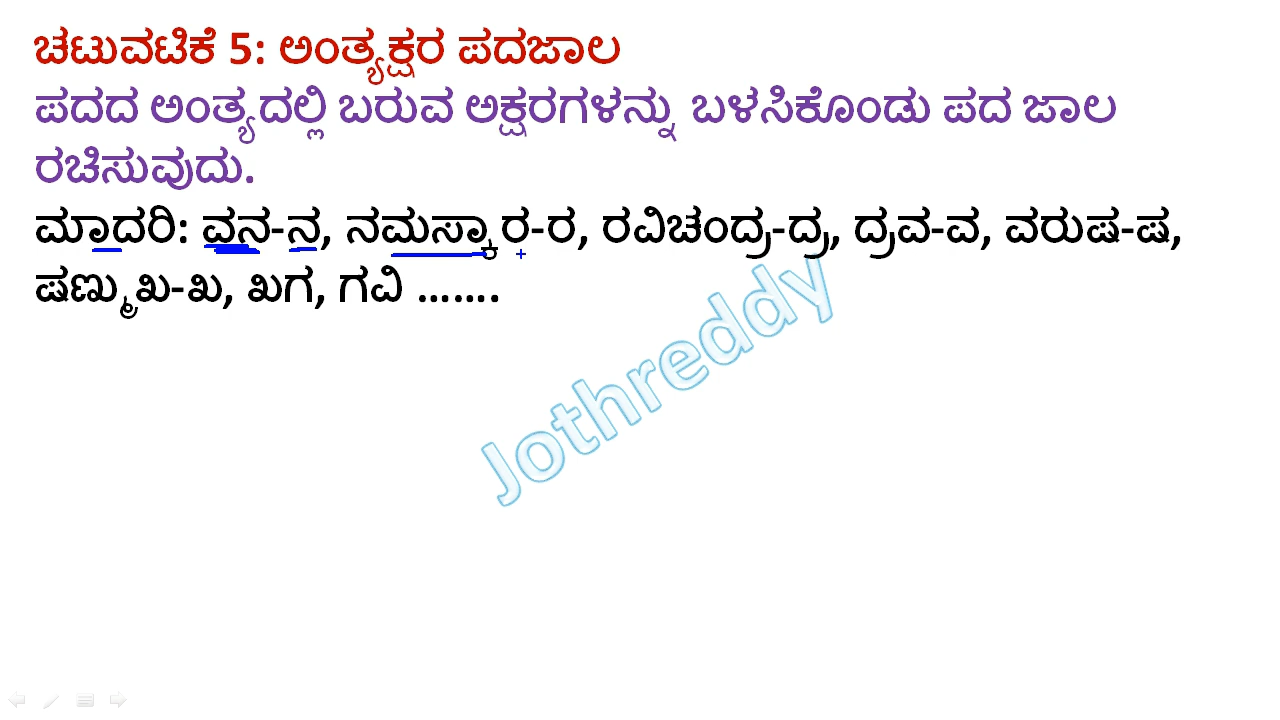 ಚಟುವಟಿಕೆ 5: ಅಂತ್ಯಕ್ಷರ ಪದಜಾಲ
ಪದದ ಅಂತ್ಯದಲ್ಲಿ ಬರುವ ಅಕ್ಷರಗಳನ್ನು ಬಳಸಿಕೊಂಡು ಪದ ಜಾಲ
ರಚಿಸುವುದು.
ಮಾದರಿ: ವನ-ನ, ನಮಸ್ಕಾರ-ರ, ರವಿಚಂದ್ರ-ದ್ರ, ದ್ರವ-ವ, ವರುಷ-ಷ,
ಷಣ್ಮುಖ-ಖ, ಖಗ, ಗವಿ .......
Jothreddy